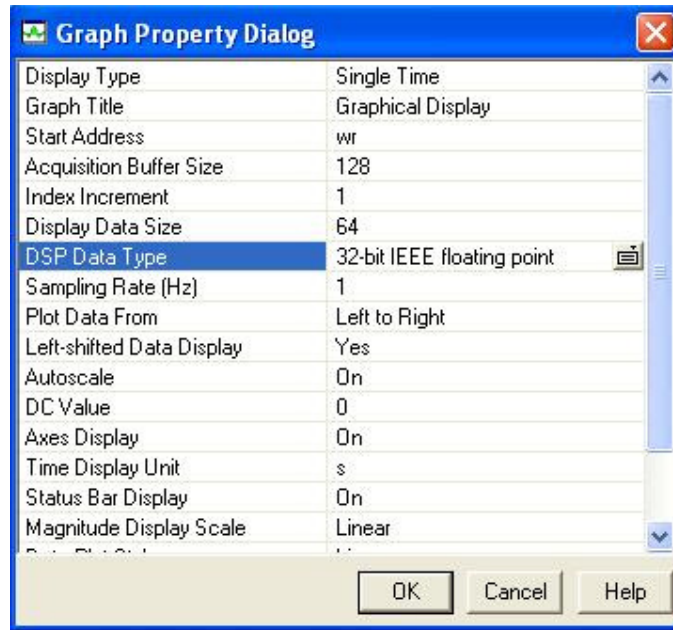 Graph Property Dialog
Display Type Single Time
Graph Title Graphical Display
Start Address wr
Acquisition Buffer Size 128
Index Increment 1
Display Data Size 64
DSP Data Type 32-bit IEEE floating point
Sampling Rate (Hz) 1
Plot Data From Left to Right
Left-shifted Data Display Yes
Autoscale On
DC Value 0
Axes Display On
Time Display Unit s
Status Bar Display On
Magnitude Display Scale Linear
OK Cancel Help